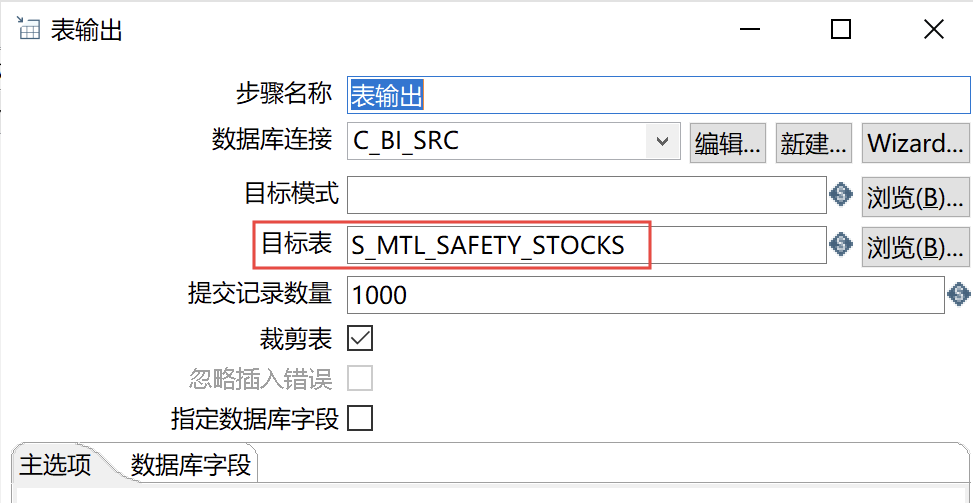 表输出
步骤名称 表输出
数据库连接 C_BI_SRC 编辑... 新建... Wizard...
目标模式 浏览(B)...
目标表 S_MTL_SAFETY_STOCKS 浏览(B)...
提交记录数量 1000
裁剪表
忽略插入错误
指定数据库字段
主选项 数据库字段